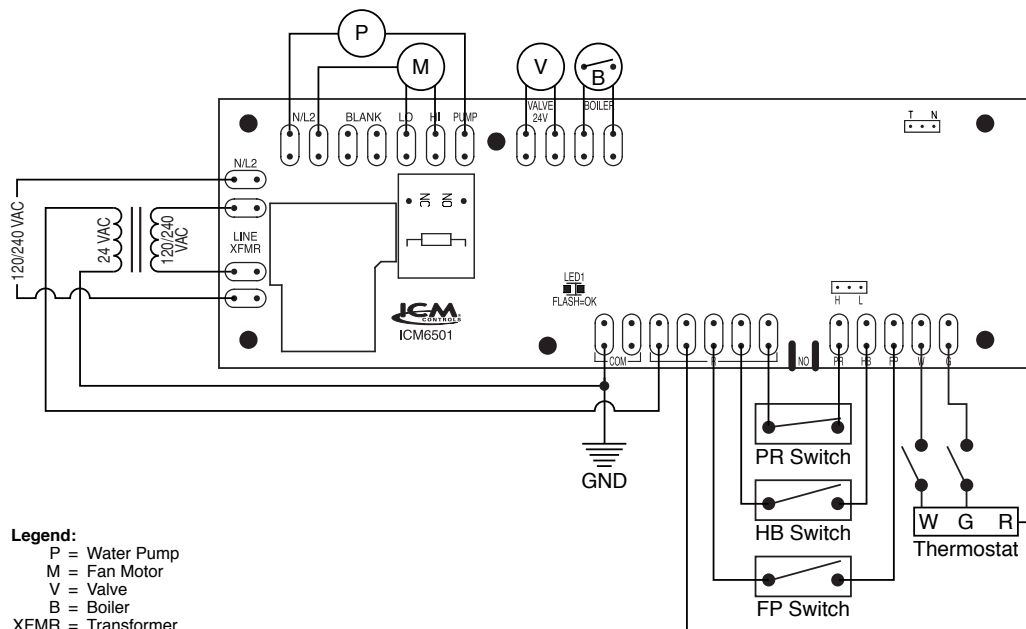 P
M
V
B
N/L2 BLANK LO HI PUMP
VALVE
24V
BOILER
T N
N/L2
NC NO
120/240 VAC
24 VAC
120/240
VAC
LINE
XFMR
LED1
FLASH=OK
H L
ICM
CONTROLS
ICM6501
COM R NO PR HB FP W G
PR Switch
GND
HB Switch
W G R
Thermostat
FP Switch
Legend:
P = Water Pump
M = Fan Motor
V = Valve
B = Boiler
XFMR = Transformer